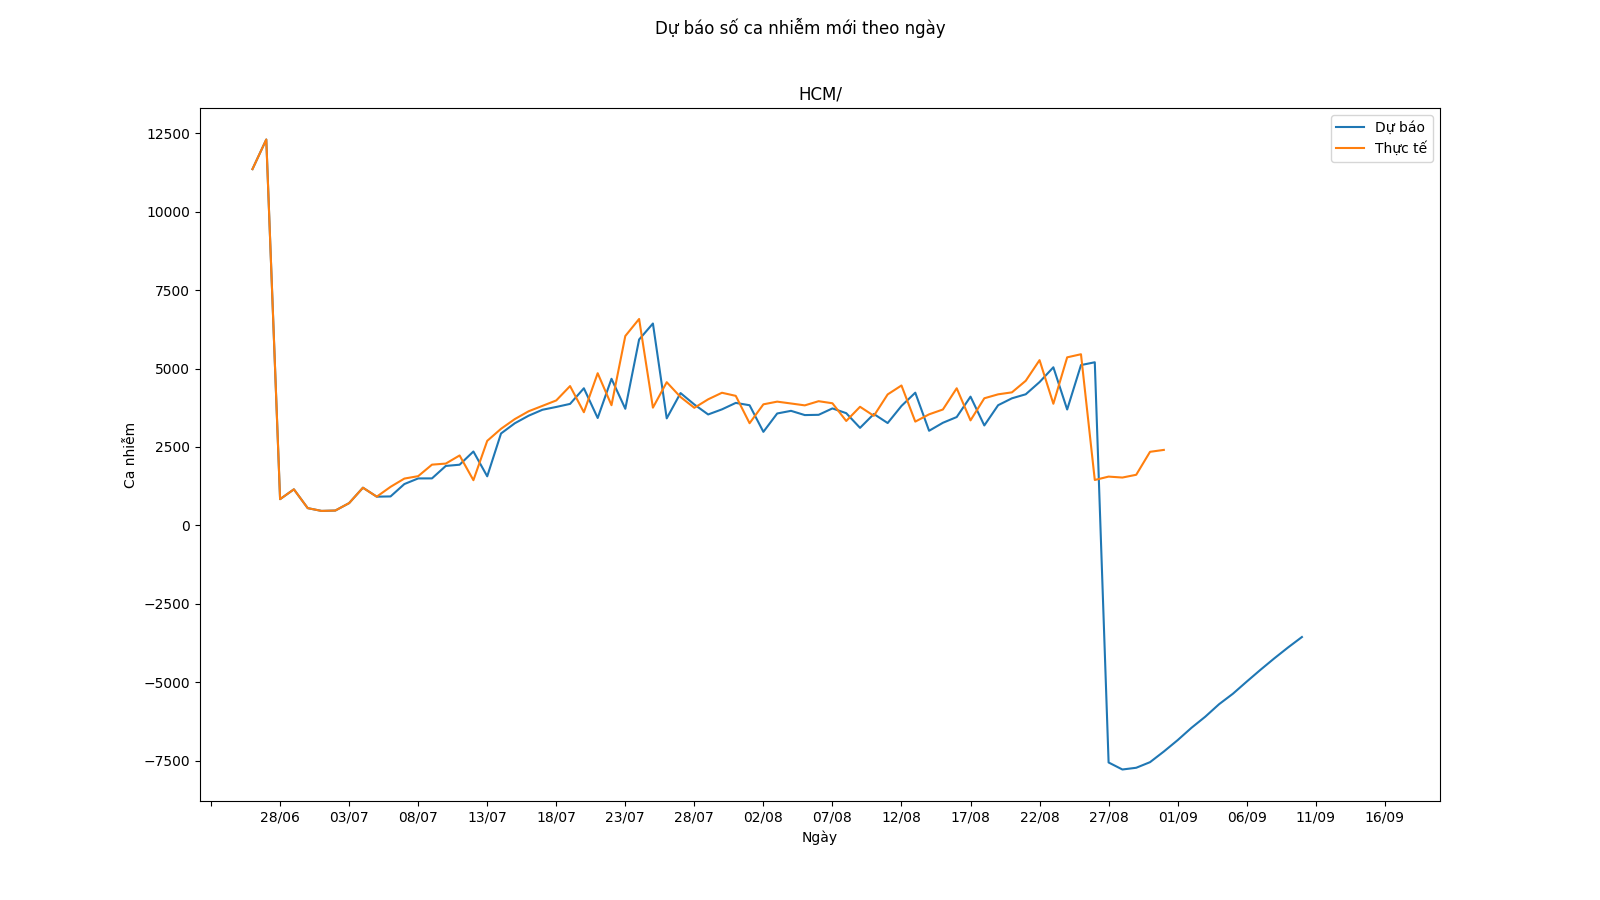 Dự báo số ca nhiễm mới theo ngày
HCM/
Dự báo
Thực tế
12500
10000
7500
5000
2500
0
−2500
−5000
−7500
Ca nhiễm
28/06 03/07 08/07 13/07 18/07 23/07 28/07 02/08 07/08 12/08 17/08 22/08 27/08 01/09 06/09 11/09 16/09
Ngày